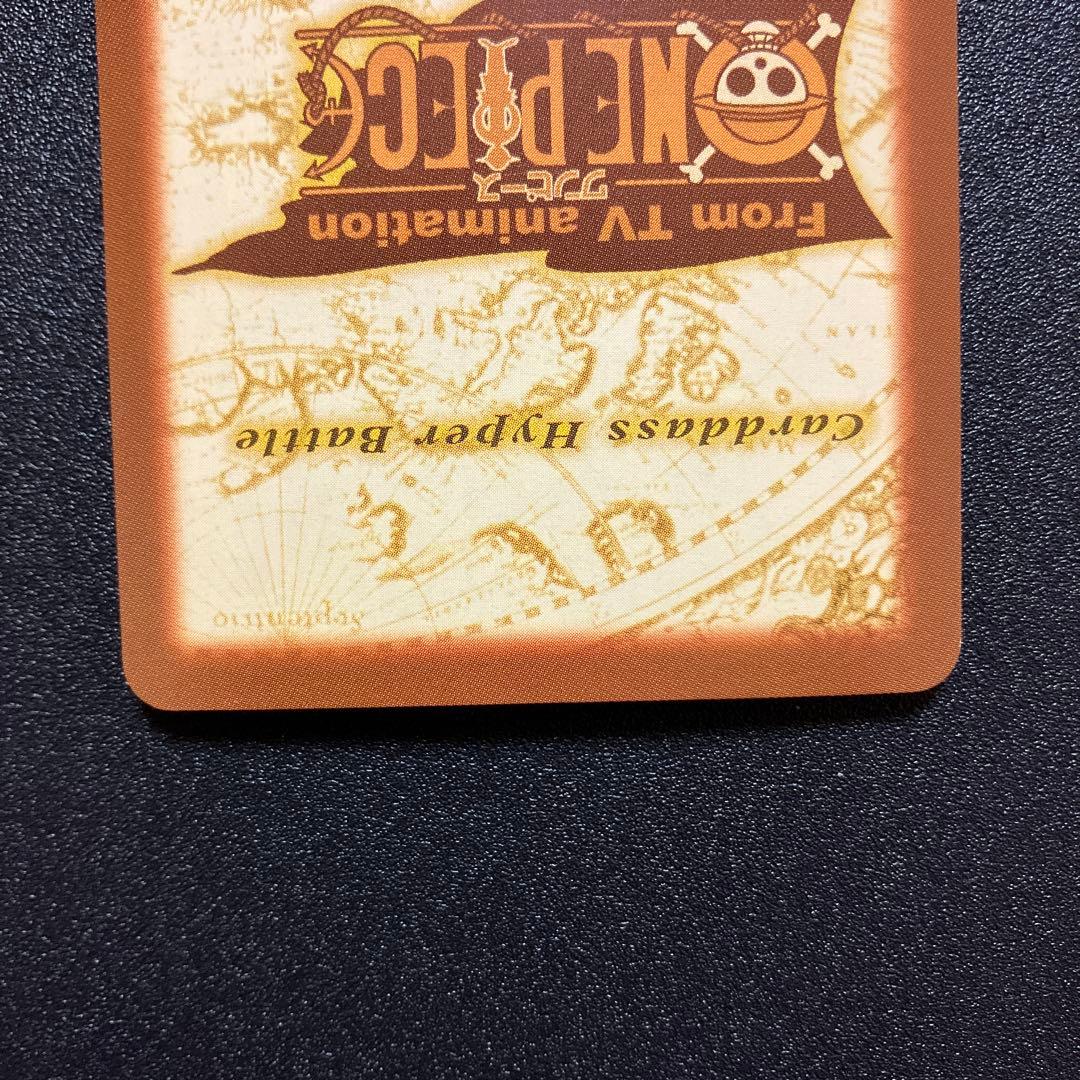 Septentrio
Carddass Hyper Battle
From TV animation
ワンピース
ONE PIECE